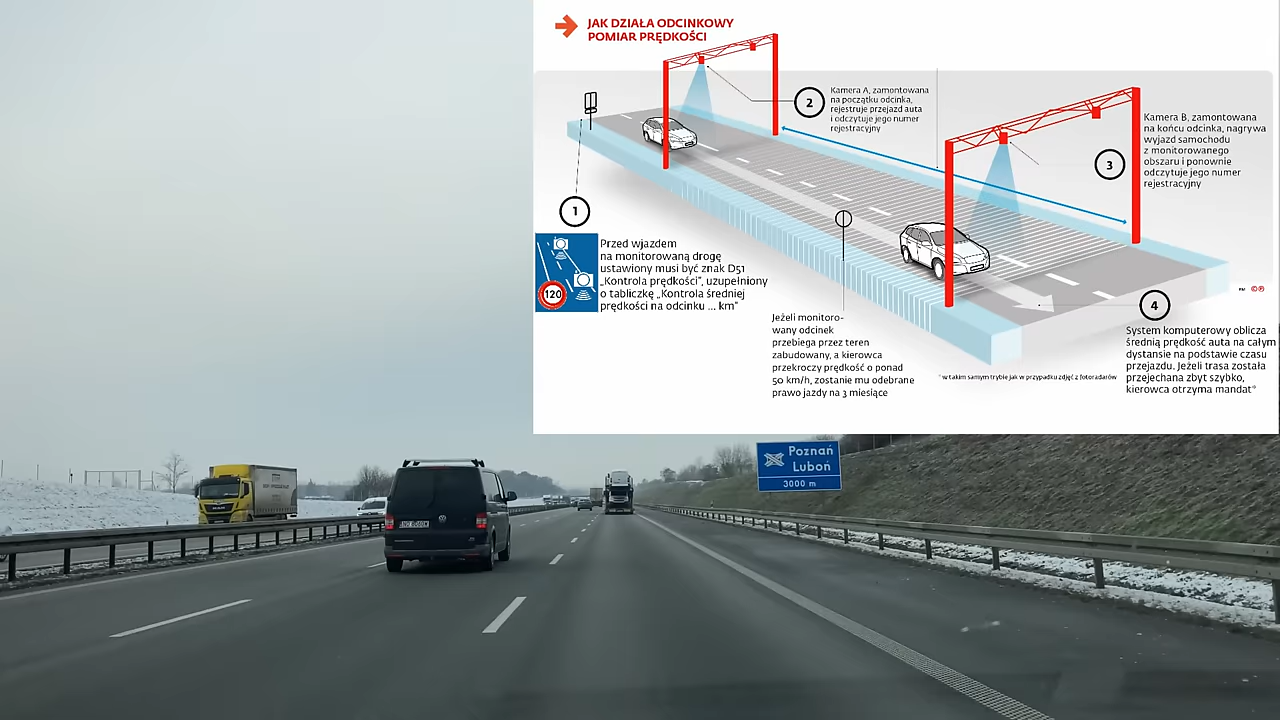 JAK DZIAŁA ODCINKOWY
POMIAR PRĘDKOŚCI
2
Kamera A, zamontowana
na początku odcinka,
rejestruje przejazd auta
i odczytuje jego numer
rejestracyjny
3
Kamera B, zamontowana
na końcu odcinka, nagrywa
wyjazd samochodu
z monitorowanego
obszaru i ponownie
odczytuje jego numer
rejestracyjny
1
120
Przed wjazdem
na monitorowaną drogę
ustawiony musi być znak D51
„Kontrola prędkości”, uzupełniony
o tabliczkę „Kontrola średniej
prędkości na odcinku ... km”
Jeżeli monitoro-
wany odcinek
przebiega przez teren
zabudowany, a kierowca
przekroczy prędkość o ponad
50 km/h, zostanie mu odebrane
prawo jazdy na 3 miesiące
4
System komputerowy oblicza
średnią prędkość auta na całym
dystansie na podstawie czasu
przejazdu. Jeżeli trasa została
przejechana zbyt szybko,
kierowca otrzyma mandat*
* w takim samym trybie jak w przypadku zdjęć z fotoradarów
©℗
Poznań
Luboń
3000 m